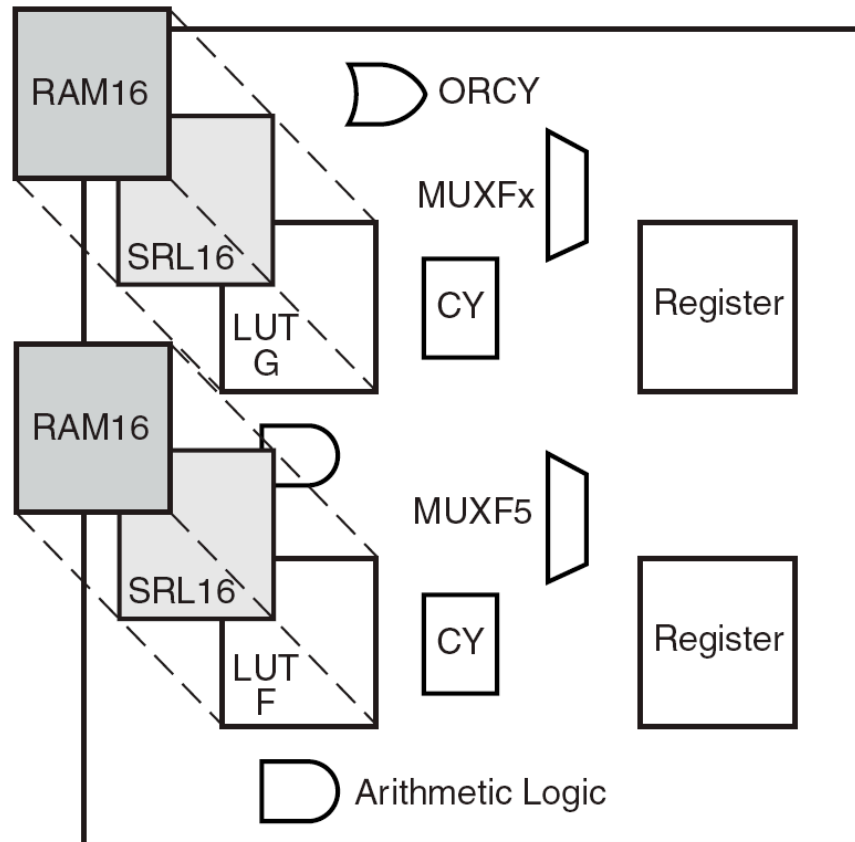 RAM16
ORCY
MUXFx
SRL16
CY
Register
LUT
G
RAM16
MUXF5
SRL16
CY
Register
LUT
F
Arithmetic Logic